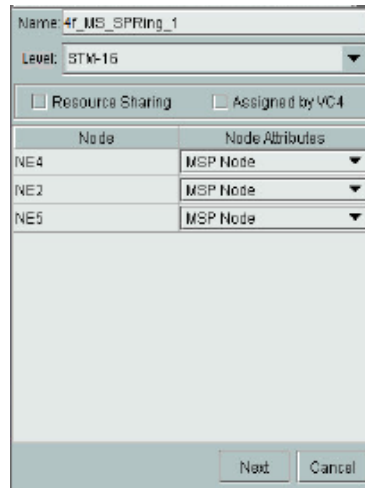 Name: 4f_MS_SPRing_1
Level: STM-16
Resource Sharing Assigned by VC4
Node Node Attributes
NE4 MSP Node
NE2 MSP Node
NE5 MSP Node
Next Cancel